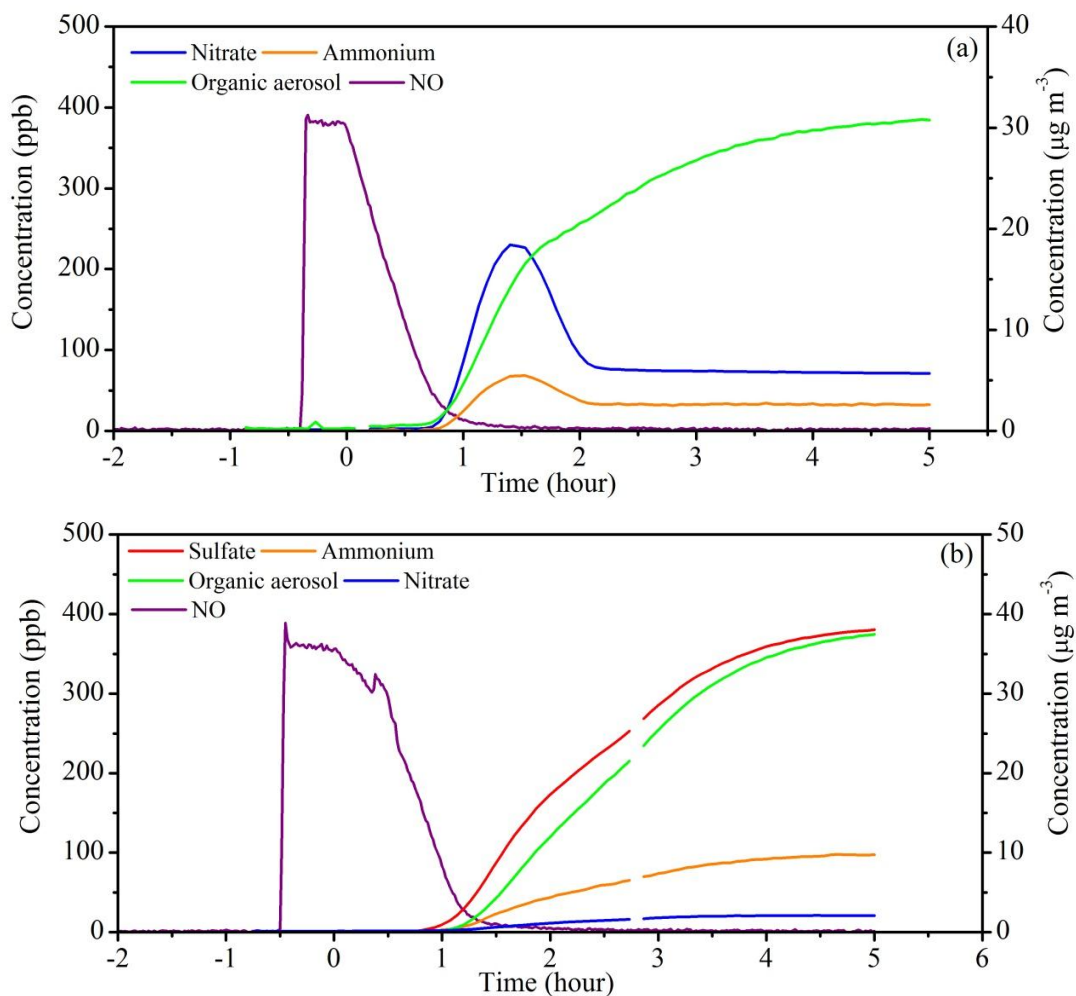 500
40
(a)
Nitrate Ammonium
Organic aerosol NO
400
30
300
20
200
10
100
0
0
-2 -1 0 1 2 3 4 5
Time (hour)
Concentration (ppb)
Concentration (μg m⁻³)
500
50
(b)
Sulfate Ammonium
Organic aerosol Nitrate
NO
400
40
300
30
200
20
100
10
0
0
-2 -1 0 1 2 3 4 5 6
Time (hour)
Concentration (ppb)
Concentration (μg m⁻³)